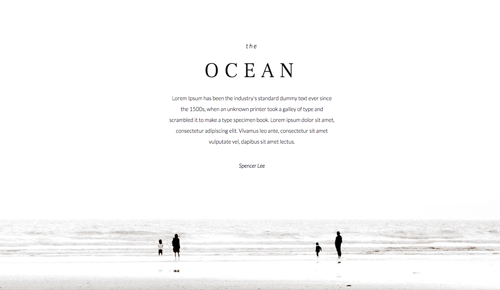 the
OCEAN
Lorem Ipsum has been the industry's standard dummy text ever since
the 1500s, when an unknown printer took a galley of type and
scrambled it to make a type specimen book. Lorem ipsum dolor sit amet,
consectetur adipiscing elit. Vivamus leo ante, consectetur sit amet
vulputate vel, dapibus sit amet lectus.
Spencer Lee